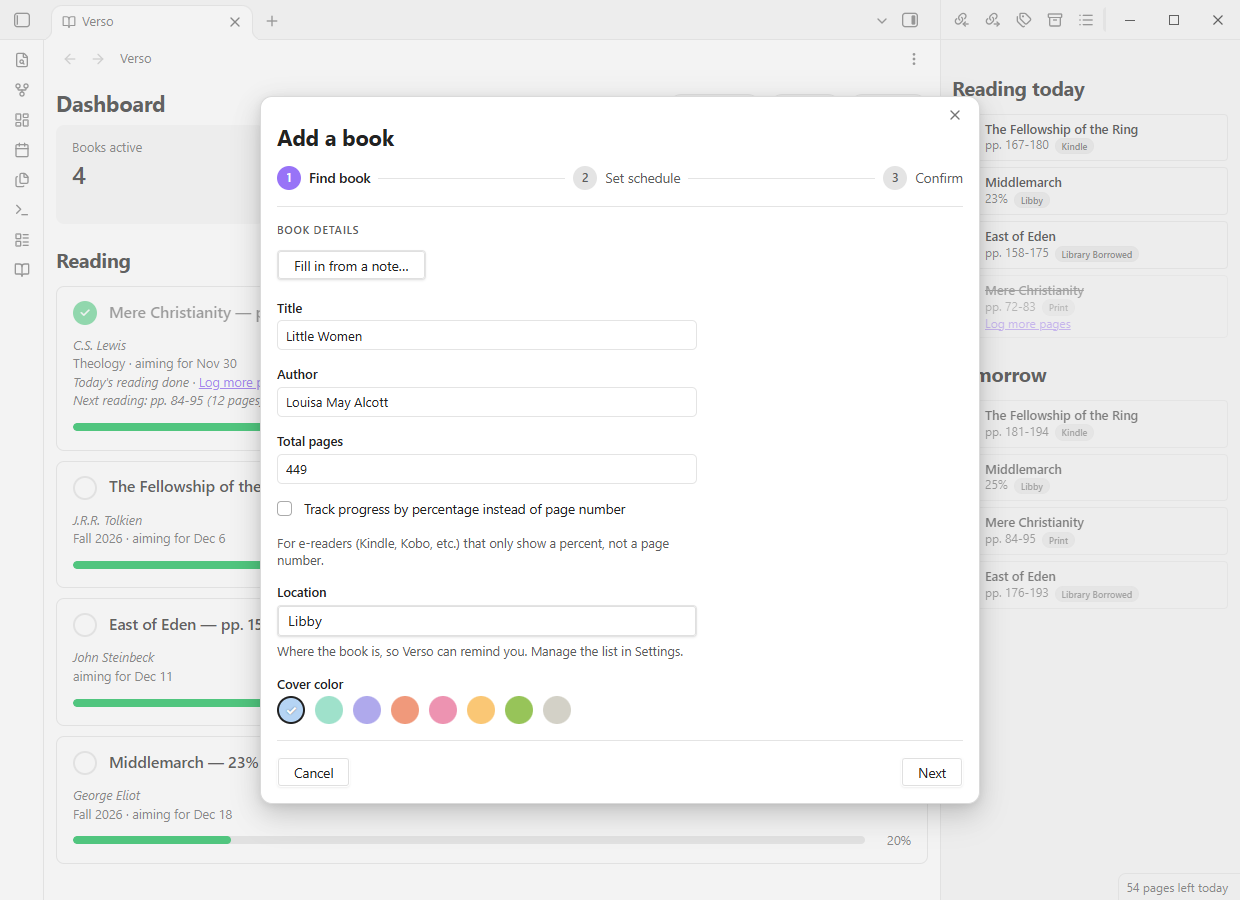 Verso
Verso
Dashboard
Books active
4
Reading
Mere Christianity — p
C.S. Lewis
Theology · aiming for Nov 30
Today's reading done · Log more p
Next reading: pp. 84-95 (12 pages
The Fellowship of the
J.R.R. Tolkien
Fall 2026 · aiming for Dec 6
East of Eden — pp. 15
John Steinbeck
aiming for Dec 11
Middlemarch — 23%
George Eliot
Fall 2026 · aiming for Dec 18
20%
Add a book
1 Find book
2 Set schedule
3 Confirm
BOOK DETAILS
Fill in from a note...
Title
Little Women
Author
Louisa May Alcott
Total pages
449
Track progress by percentage instead of page number
For e-readers (Kindle, Kobo, etc.) that only show a percent, not a page
number.
Location
Libby
Where the book is, so Verso can remind you. Manage the list in Settings.
Cover color
Cancel
Next
Reading today
The Fellowship of the Ring
pp. 167-180 Kindle
Middlemarch
23% Libby
East of Eden
pp. 158-175 Library Borrowed
Mere Christianity
pp. 72-83 Print
Log more pages
morrow
The Fellowship of the Ring
pp. 181-194 Kindle
Middlemarch
25% Libby
Mere Christianity
pp. 84-95 Print
East of Eden
pp. 176-193 Library Borrowed
54 pages left today